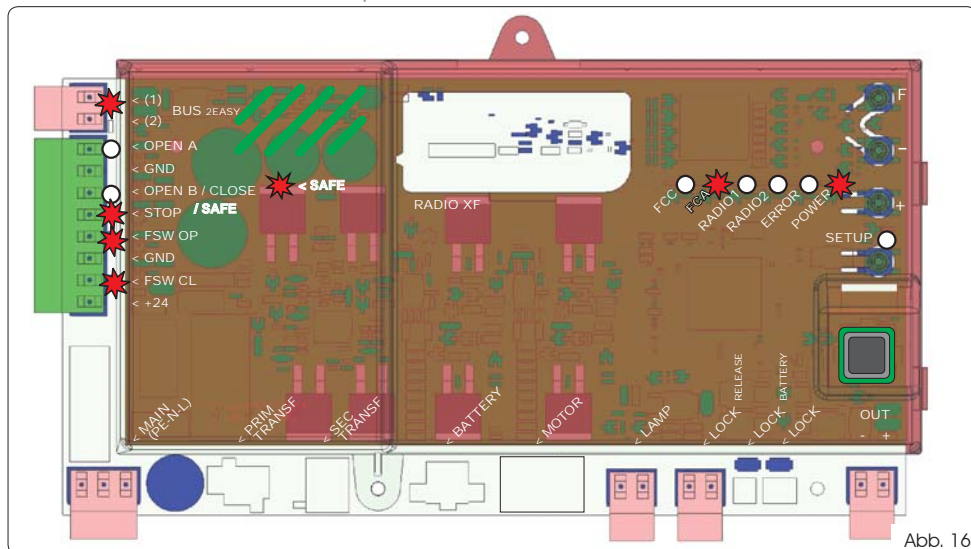 < (1)
BUS 2EASY
< (2)
< OPEN A
< GND
< OPEN B / CLOSE
/ SAFE
< STOP
< FSW OP
< GND
< FSW CL
< +24
< SAFE
RADIO XF
FCC
FCA
RADIO1
RADIO2
ERROR
POWER
SETUP
F
−
+
< MAIN
(PE-N-L)
< PRIM
TRANSF
< SEC
TRANSF
< BATTERY
< MOTOR
< LAMP
< LOCK RELEASE
< LOCK BATTERY
< LOCK
OUT
- +
Abb. 16